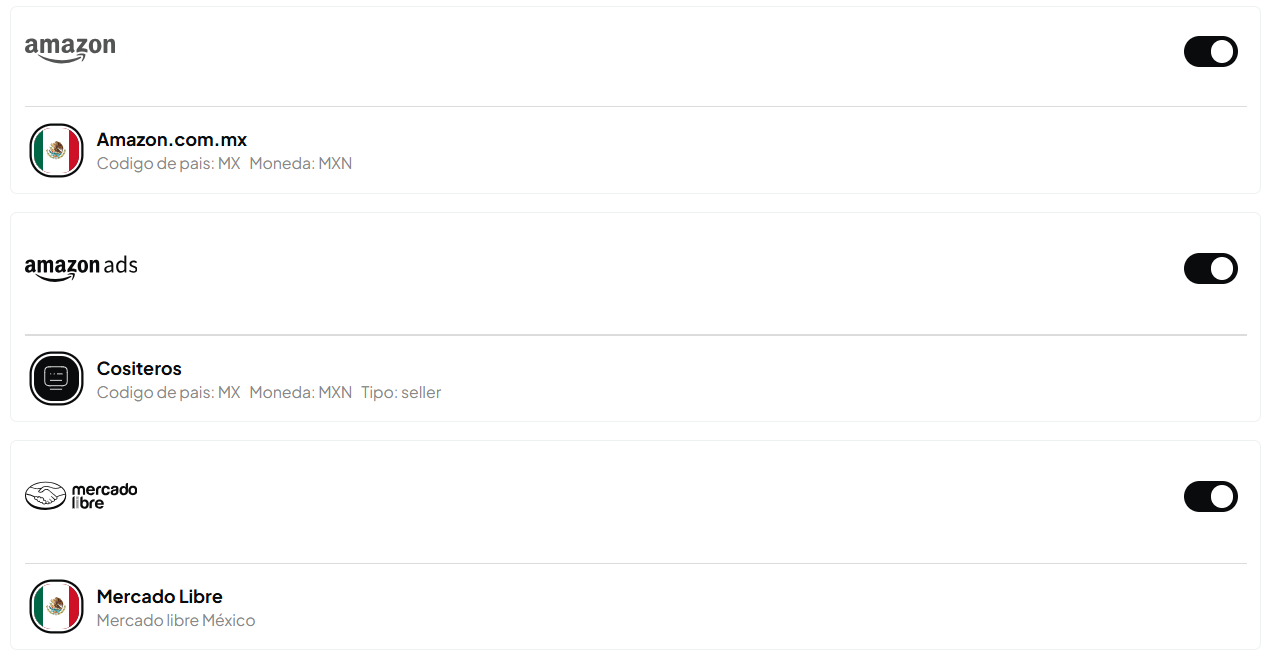 amazon
Amazon.com.mx
Codigo de pais: MX Moneda: MXN
amazon ads
Cositeros
Codigo de pais: MX Moneda: MXN Tipo: seller
mercado
libre
Mercado Libre
Mercado libre México